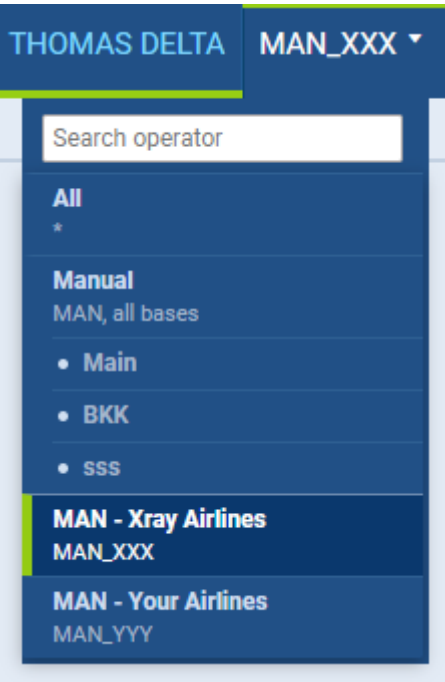 THOMAS DELTA MAN_XXX
Search operator
All
*
Manual
MAN, all bases
• Main
• BKK
• sss
MAN - Xray Airlines
MAN_XXX
MAN - Your Airlines
MAN_YYY